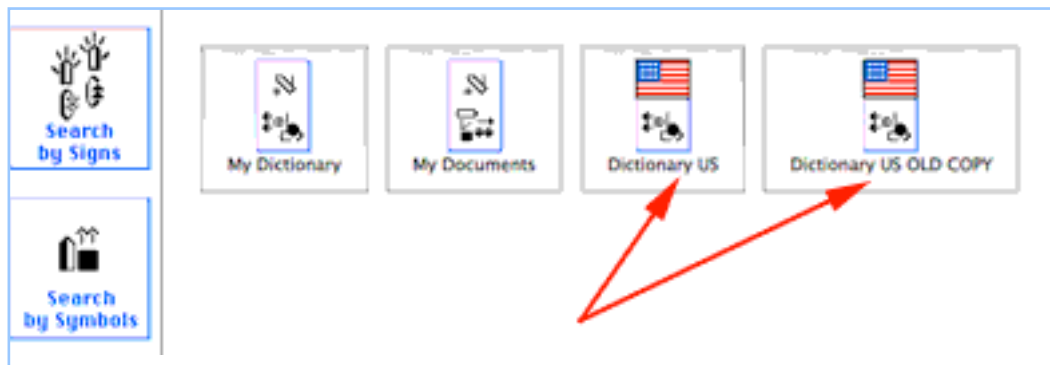 Search
by Signs
My Dictionary
My Documents
Dictionary US
Dictionary US OLD COPY
Search
by Symbols